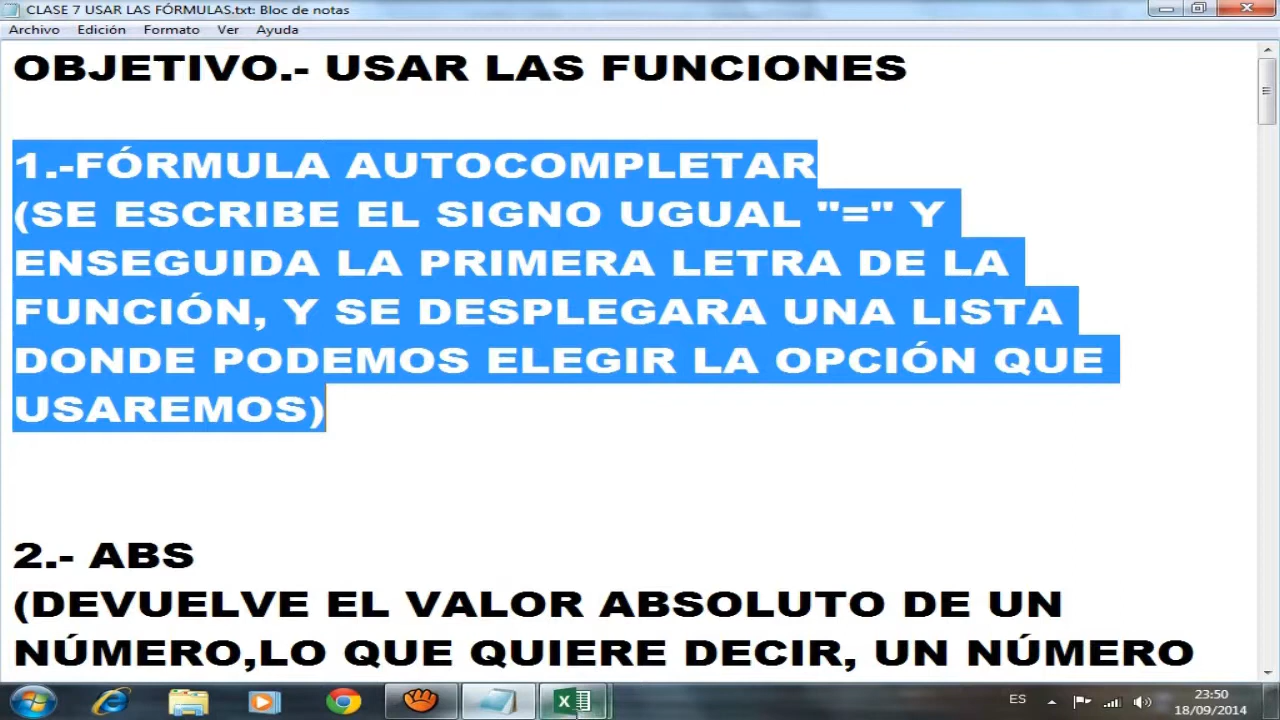 CLASE 7 USAR LAS FÓRMULAS.txt: Bloc de notas
Archivo Edición Formato Ver Ayuda
OBJETIVO.- USAR LAS FUNCIONES
1.-FÓRMULA AUTOCOMPLETAR
(SE ESCRIBE EL SIGNO UGUAL "=" Y
ENSEGUIDA LA PRIMERA LETRA DE LA
FUNCIÓN, Y SE DESPLEGARA UNA LISTA
DONDE PODEMOS ELEGIR LA OPCIÓN QUE
USAREMOS)
2.- ABS
(DEVUELVE EL VALOR ABSOLUTO DE UN
NÚMERO,LO QUE QUIERE DECIR, UN NÚMERO
ES
23:50
18/09/2014